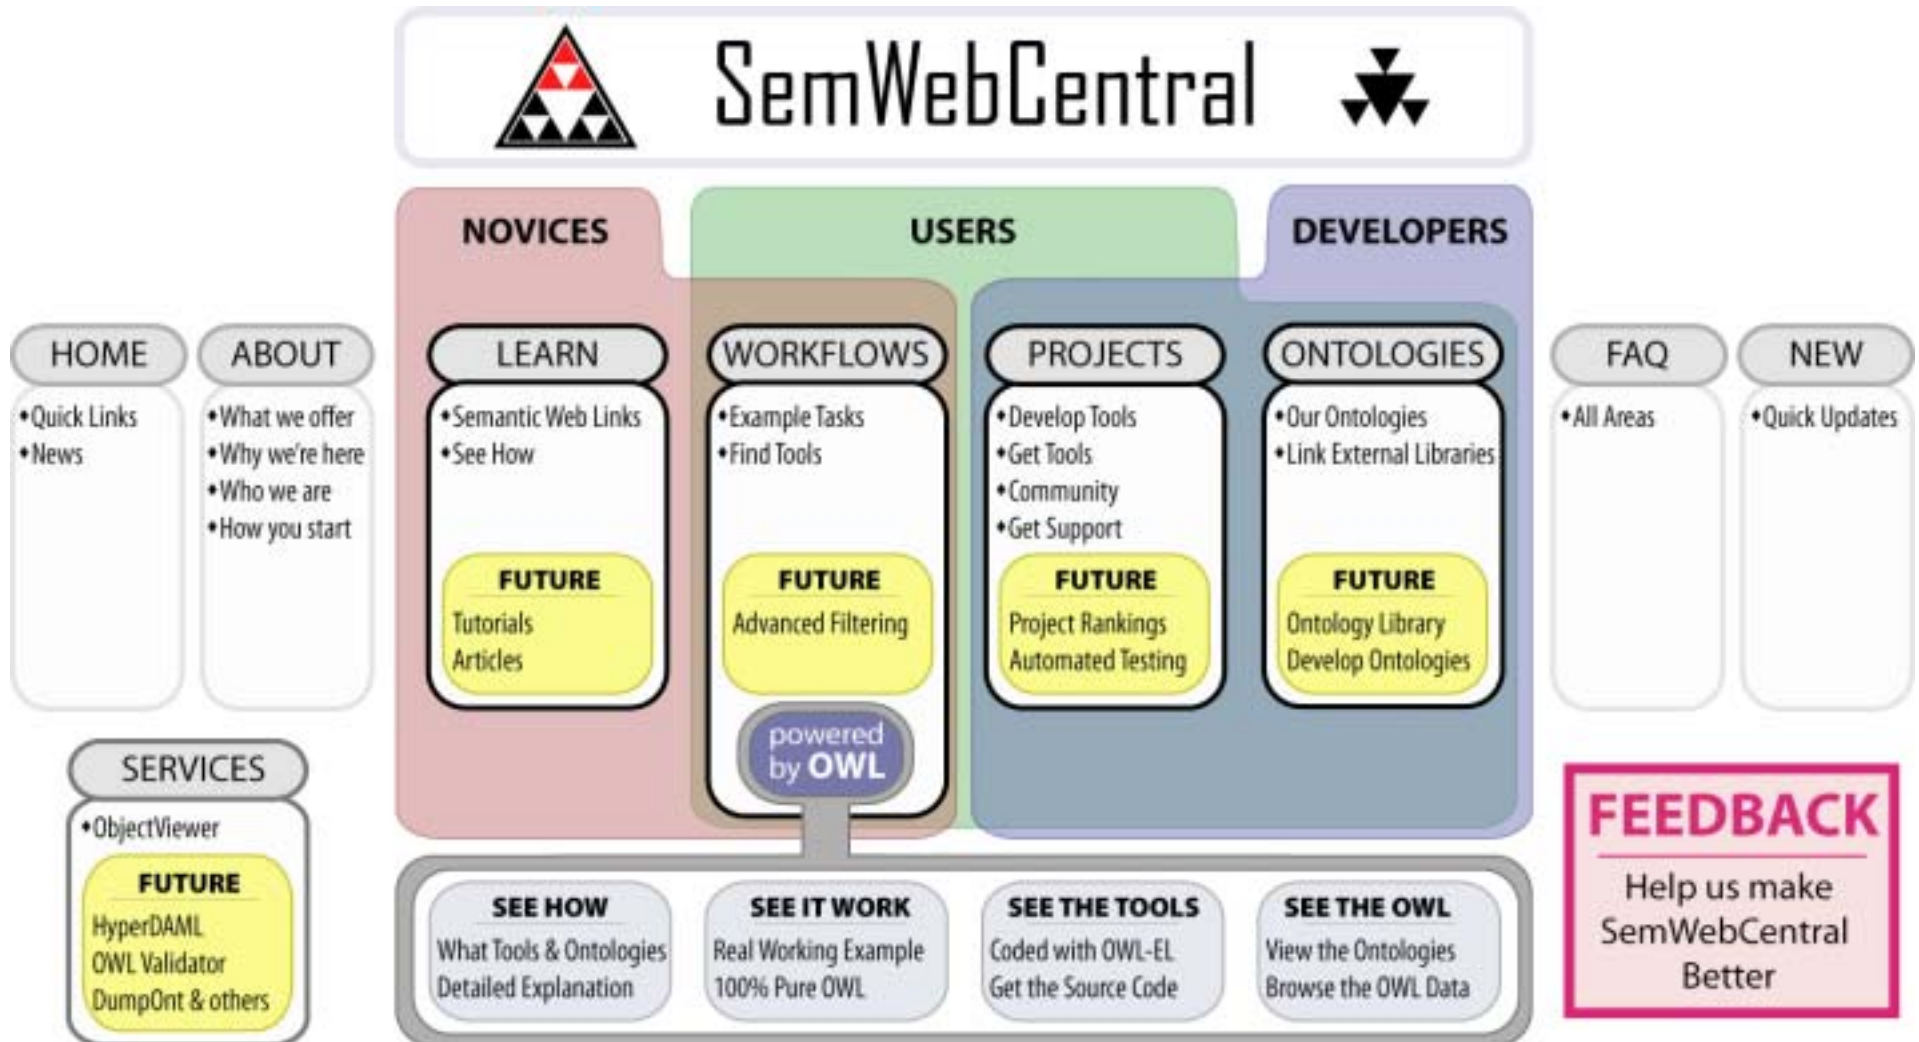 SemWebCentral
NOVICES
USERS
DEVELOPERS
HOME
•Quick Links
•News
ABOUT
•What we offer
•Why we're here
•Who we are
•How you start
LEARN
•Semantic Web Links
•See How
FUTURE
Tutorials
Articles
WORKFLOWS
•Example Tasks
•Find Tools
FUTURE
Advanced Filtering
powered
by OWL
PROJECTS
•Develop Tools
•Get Tools
•Community
•Get Support
FUTURE
Project Rankings
Automated Testing
ONTOLOGIES
•Our Ontologies
•Link External Libraries
FUTURE
Ontology Library
Develop Ontologies
FAQ
•All Areas
NEW
•Quick Updates
SERVICES
•ObjectViewer
FUTURE
HyperDAML
OWL Validator
DumpOnt & others
SEE HOW
What Tools & Ontologies
Detailed Explanation
SEE IT WORK
Real Working Example
100% Pure OWL
SEE THE TOOLS
Coded with OWL-EL
Get the Source Code
SEE THE OWL
View the Ontologies
Browse the OWL Data
FEEDBACK
Help us make
SemWebCentral
Better